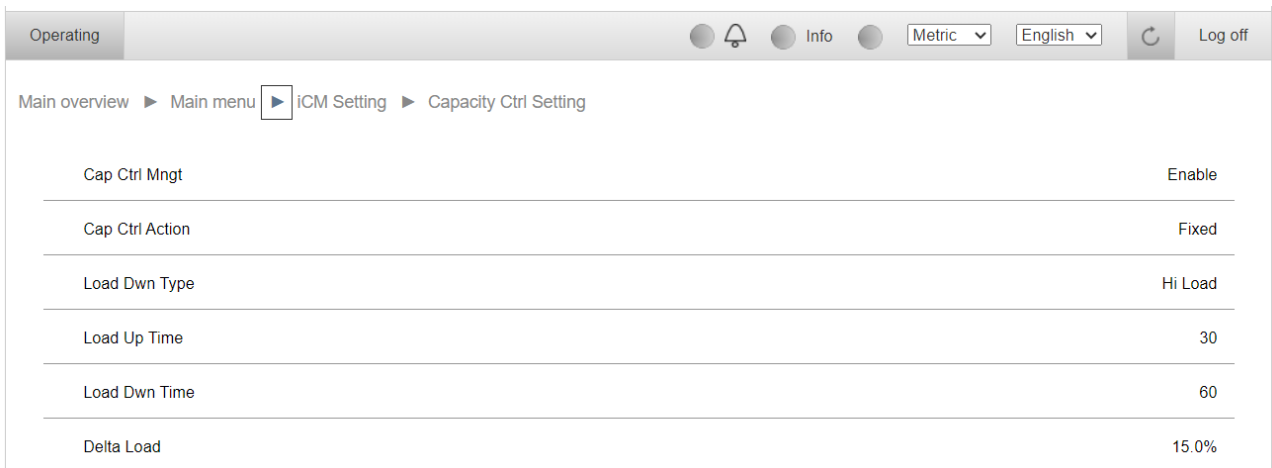 Operating Info Metric English Log off
Main overview ► Main menu ► iCM Setting ► Capacity Ctrl Setting
Cap Ctrl Mngt Enable
Cap Ctrl Action Fixed
Load Dwn Type Hi Load
Load Up Time 30
Load Dwn Time 60
Delta Load 15.0%